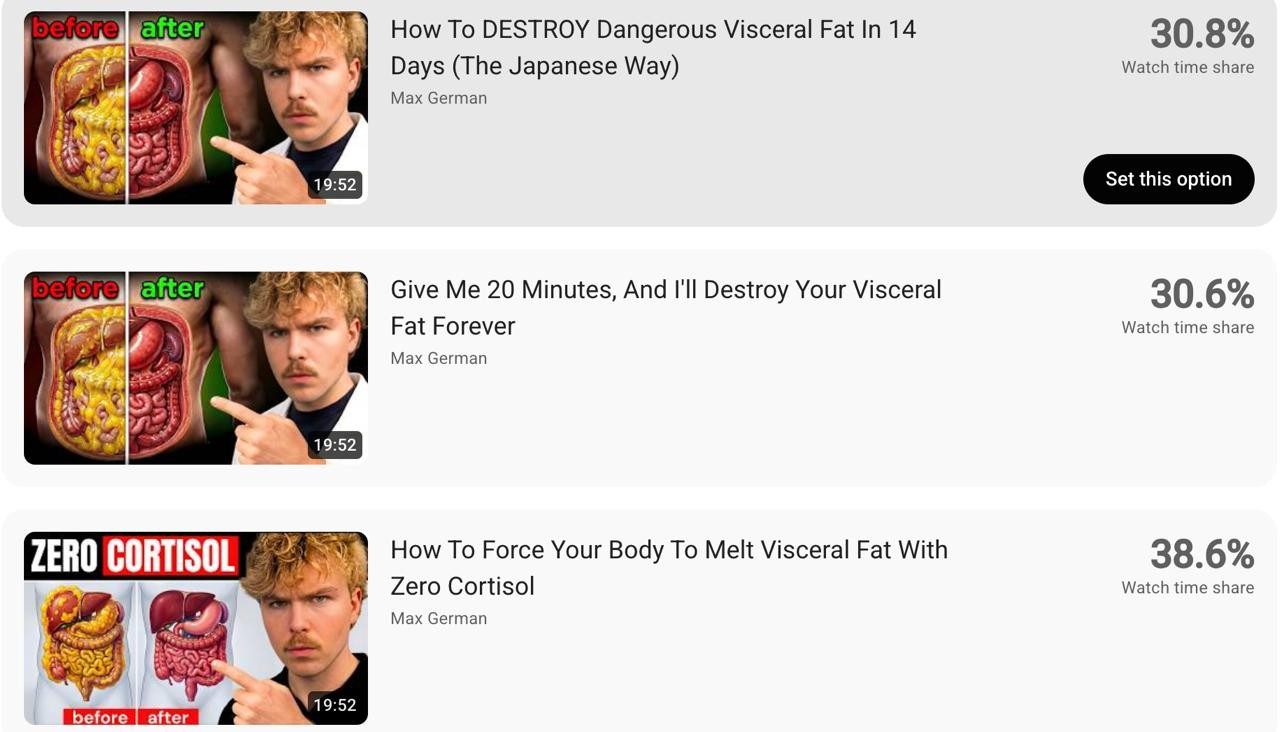 before after
19:52
How To DESTROY Dangerous Visceral Fat In 14
Days (The Japanese Way)
Max German
30.8%
Watch time share
Set this option
before after
19:52
Give Me 20 Minutes, And I'll Destroy Your Visceral
Fat Forever
Max German
30.6%
Watch time share
ZERO CORTISOL
before after
19:52
How To Force Your Body To Melt Visceral Fat With
Zero Cortisol
Max German
38.6%
Watch time share